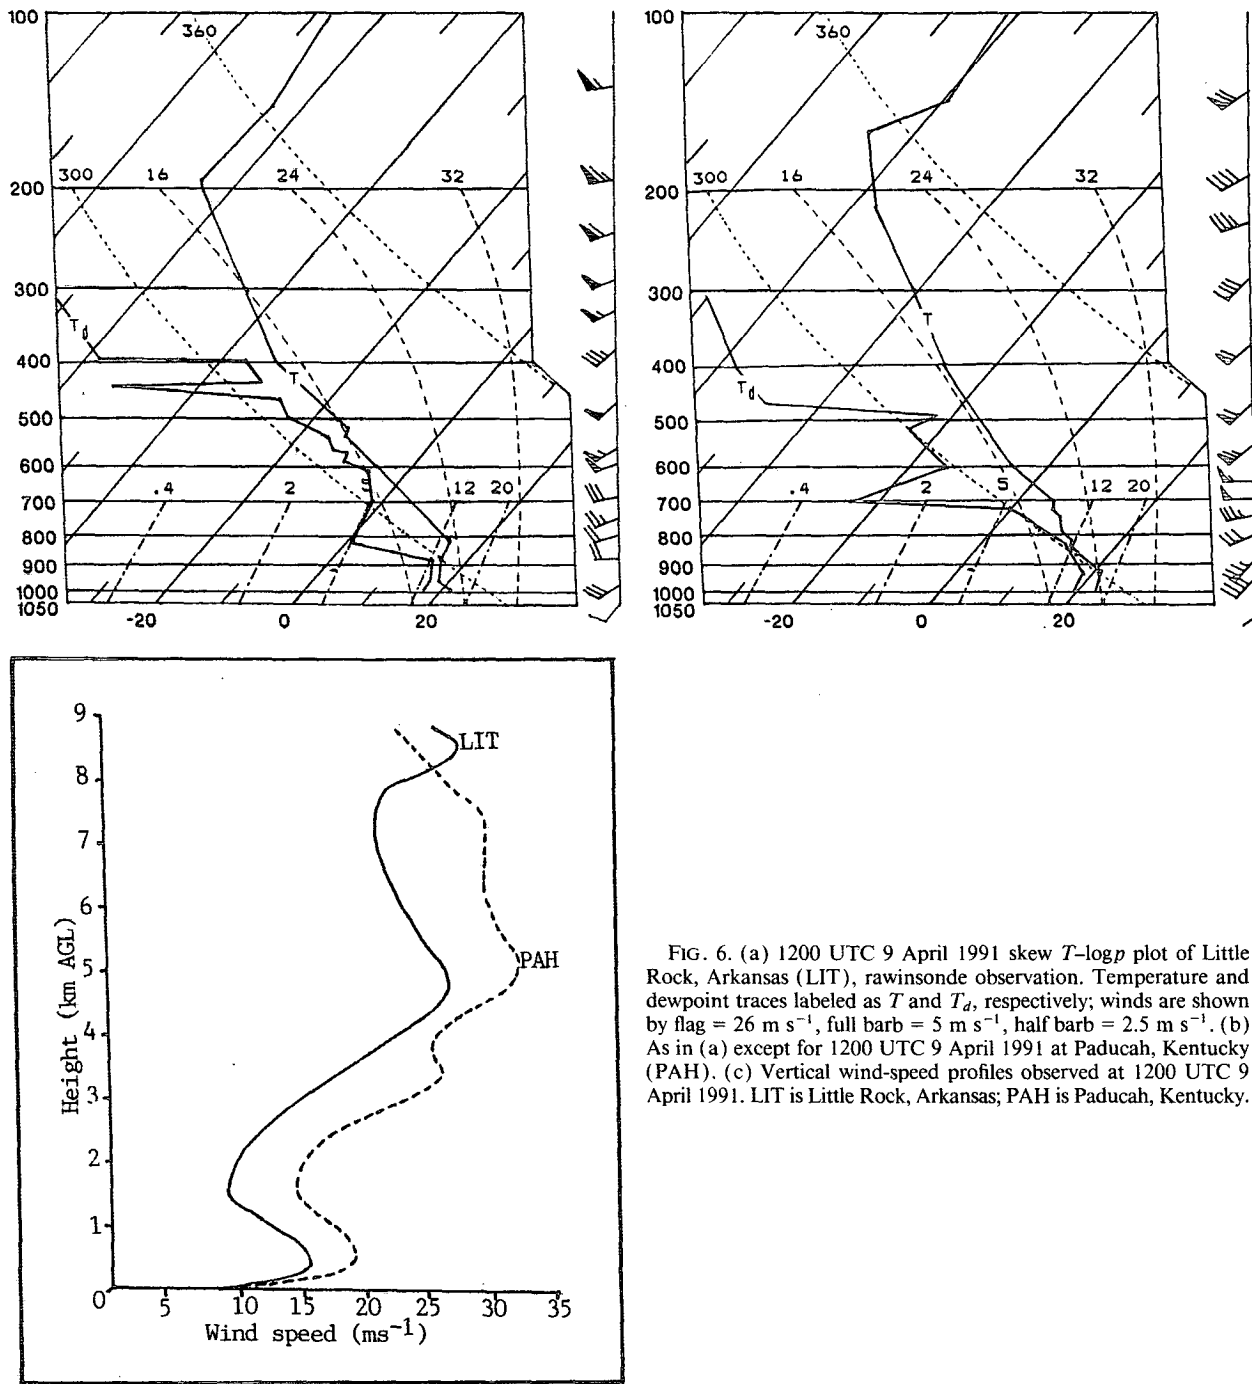 100
360
300 16 24 32
200
300
T_d
400
T
500
600
.4 2 5 12 20
700
800
900
1000
1050
-20 0 20
360
300 16 24 32
200
300
T
400
T_d
500
600
.4 2 5 12 20
700
800
900
1000
1050
-20 0 20
100
9
LIT
8
7
6
PAH
5
4
3
2
1
0 5 10 15 20 25 30 35
Height (km AGL)
Wind speed (ms⁻¹)
FIG. 6. (a) 1200 UTC 9 April 1991 skew T–logp plot of Little
Rock, Arkansas (LIT), rawinsonde observation. Temperature and
dewpoint traces labeled as T and T_d, respectively; winds are shown
by flag = 26 m s⁻¹, full barb = 5 m s⁻¹, half barb = 2.5 m s⁻¹. (b)
As in (a) except for 1200 UTC 9 April 1991 at Paducah, Kentucky
(PAH). (c) Vertical wind-speed profiles observed at 1200 UTC 9
April 1991. LIT is Little Rock, Arkansas; PAH is Paducah, Kentucky.